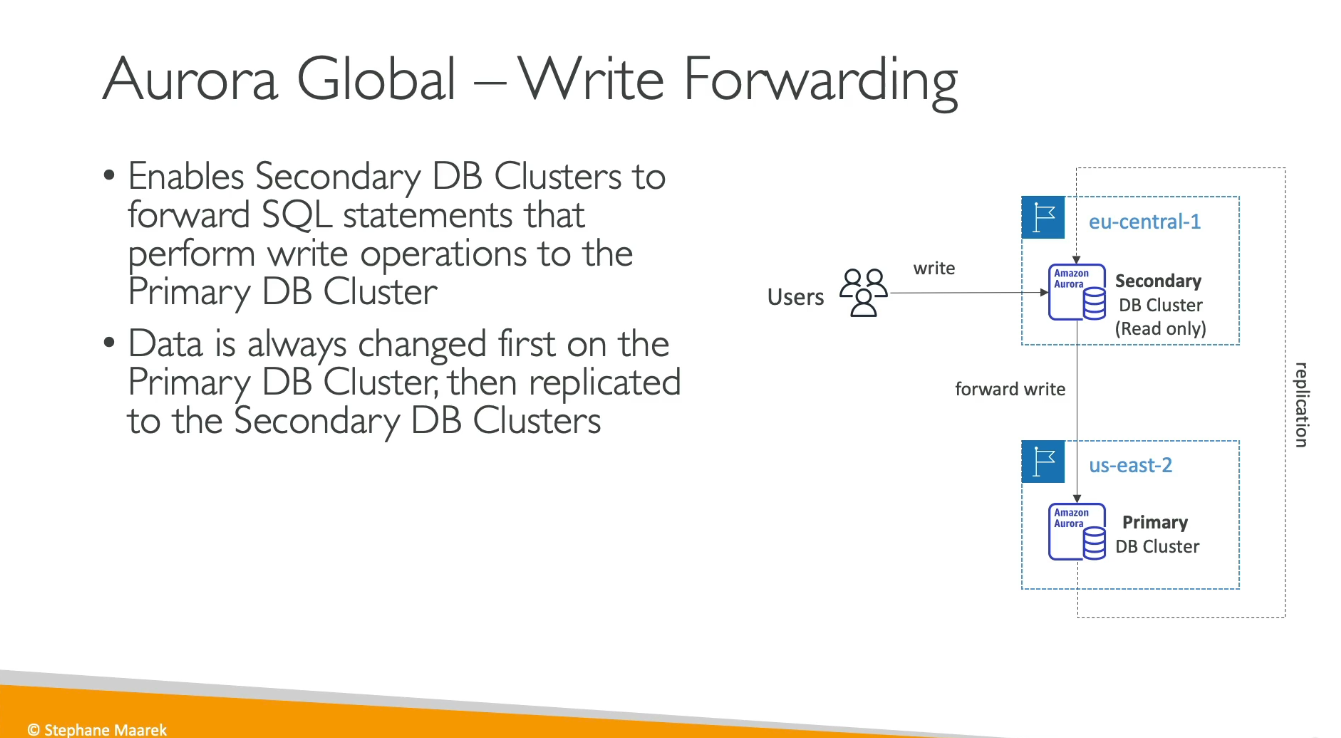 Aurora Global – Write Forwarding
• Enables Secondary DB Clusters to
forward SQL statements that
perform write operations to the
Primary DB Cluster
• Data is always changed first on the
Primary DB Cluster, then replicated
to the Secondary DB Clusters
Users
write
eu-central-1
Amazon
Aurora
Secondary
DB Cluster
(Read only)
forward write
replication
us-east-2
Amazon
Aurora
Primary
DB Cluster
© Stephane Maarek